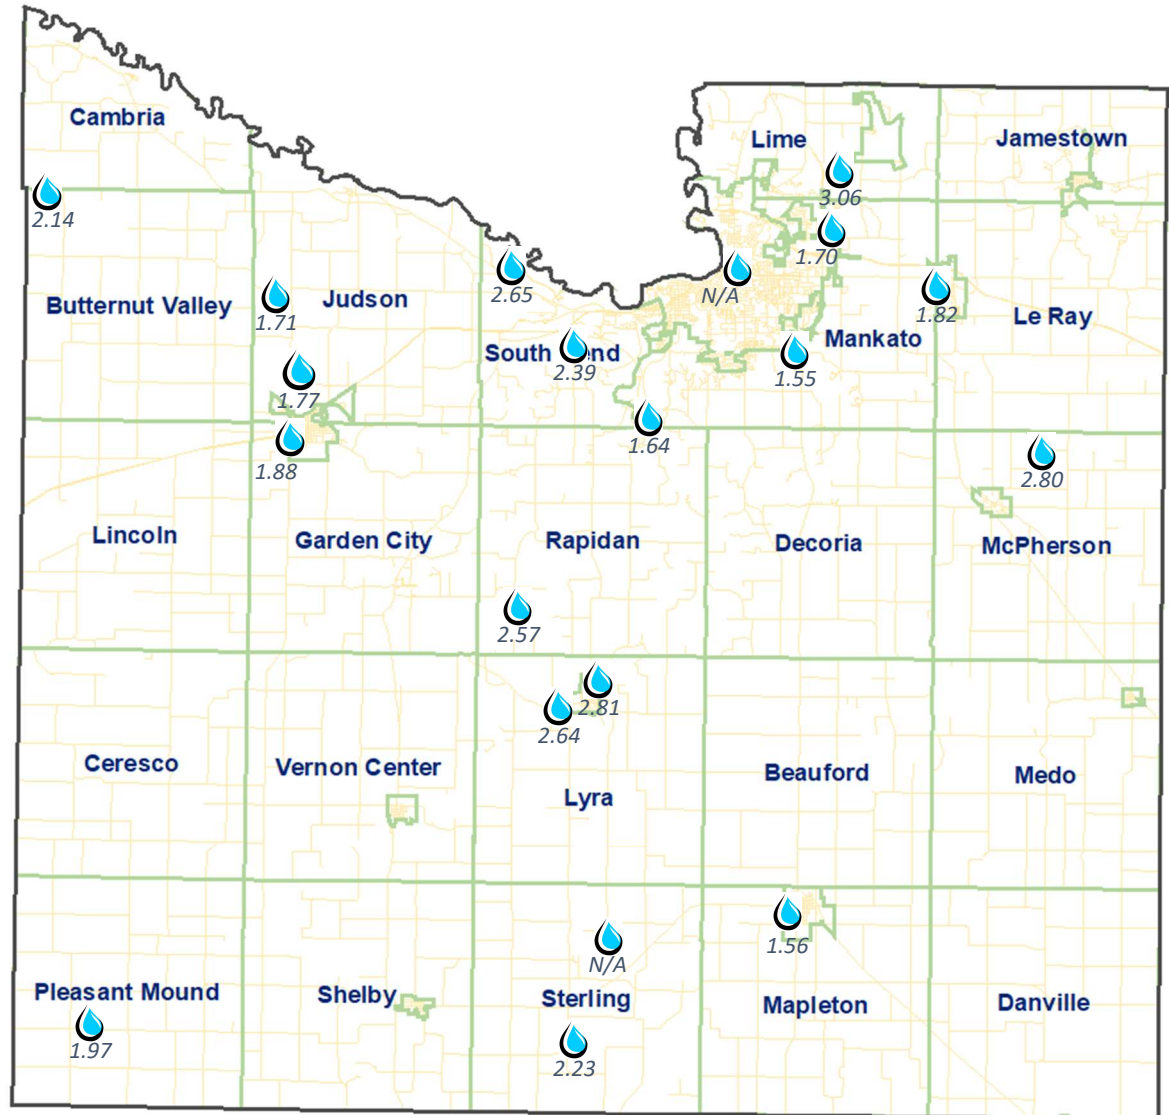 Cambria
Lime
Jamestown
3.06
2.14
1.70
2.65
N/A
Butternut Valley
Judson
1.71
1.82
Le Ray
South end
2.39
Mankato
1.55
1.77
1.64
1.88
2.80
Lincoln
Garden City
Rapidan
Decoria
McPherson
2.57
2.81
2.64
Ceresco
Vernon Center
Beauford
Medo
Lyra
1.56
N/A
Pleasant Mound
Shelby
Sterling
Mapleton
Danville
1.97
2.23